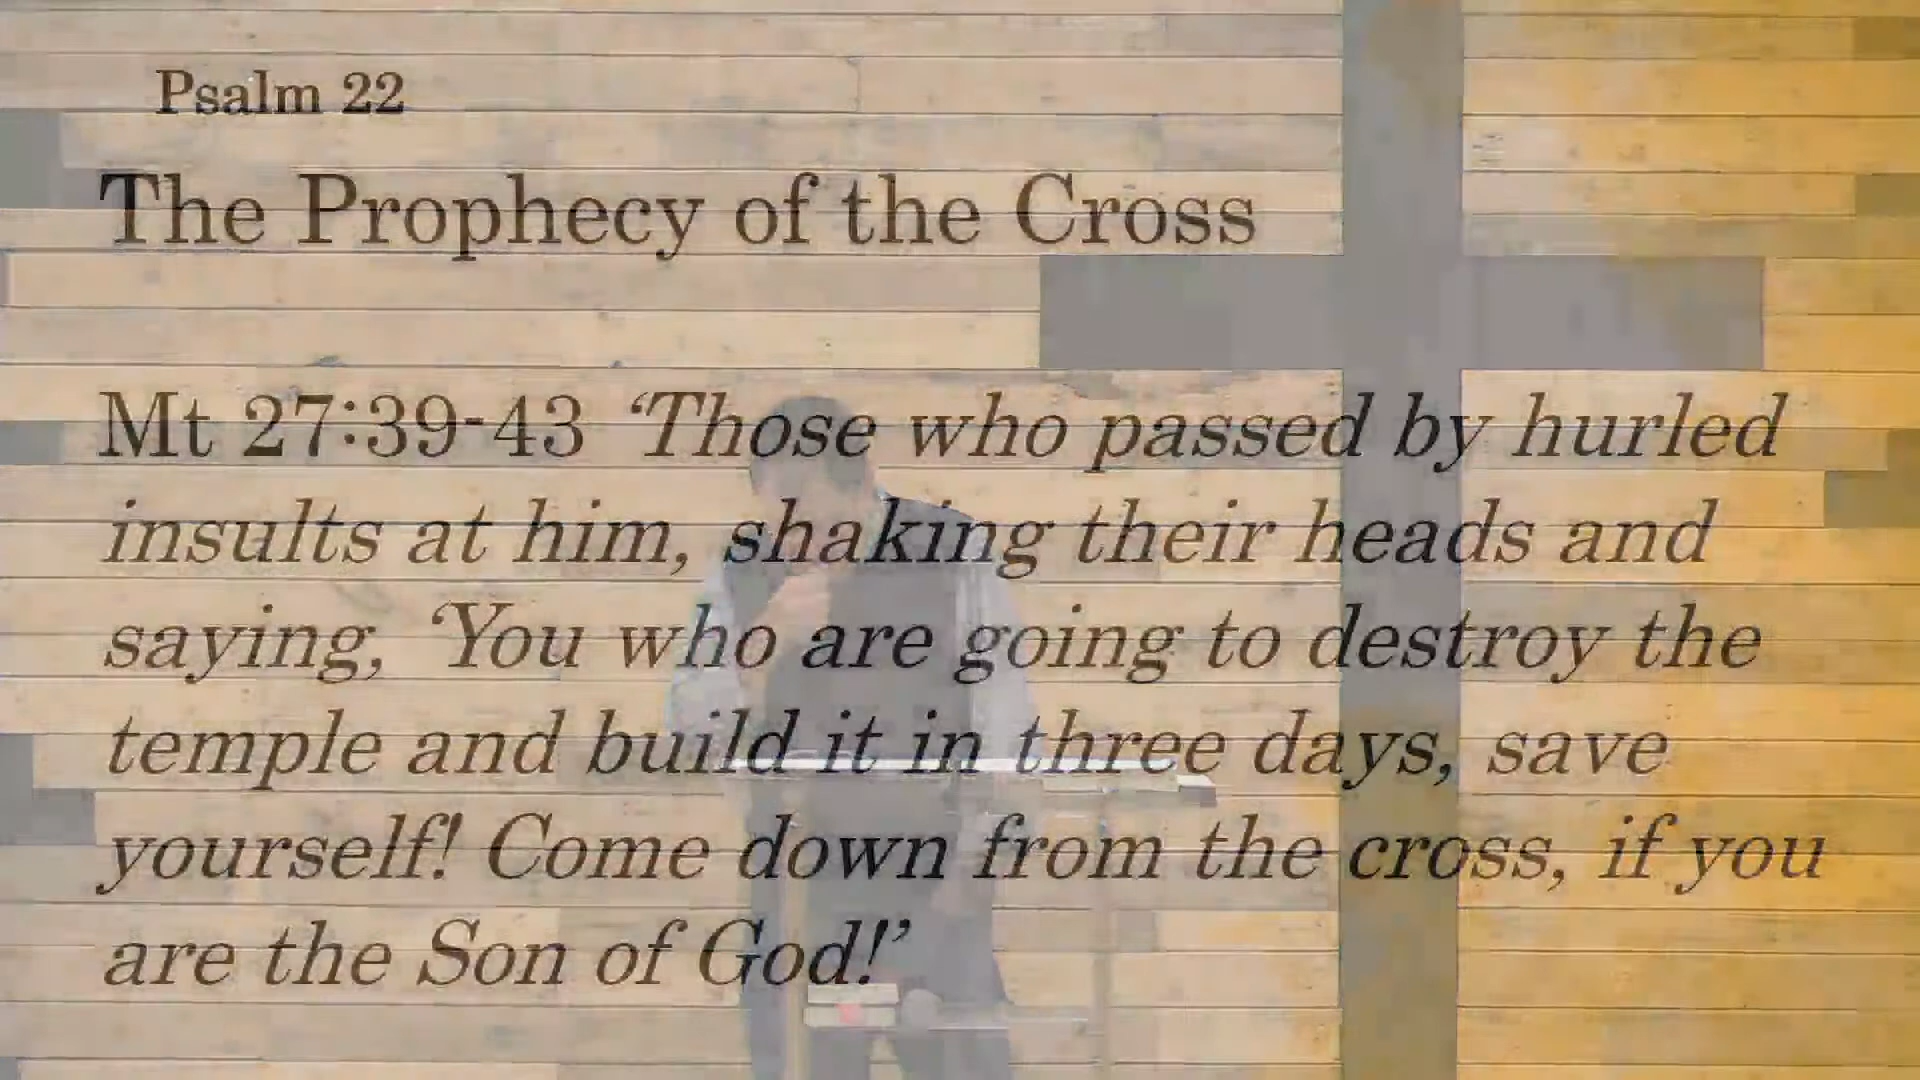 Psalm 22
The Prophecy of the Cross
Mt 27:39-43 ‘Those who passed by hurled
insults at him, shaking their heads and
saying, ‘You who are going to destroy the
temple and build it in three days, save
yourself! Come down from the cross, if you
are the Son of God!’